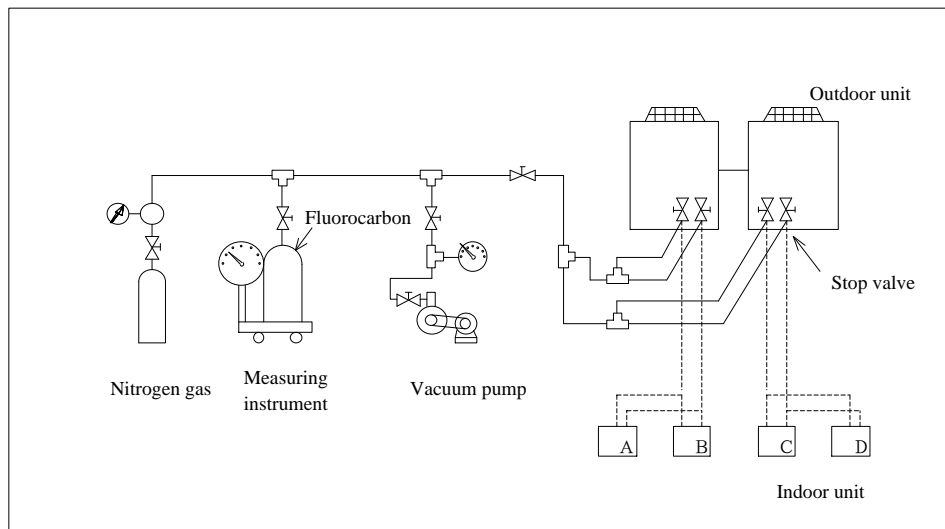 Outdoor unit
Fluorocarbon
Stop valve
Nitrogen gas
Measuring
instrument
Vacuum pump
A
B
C
D
Indoor unit